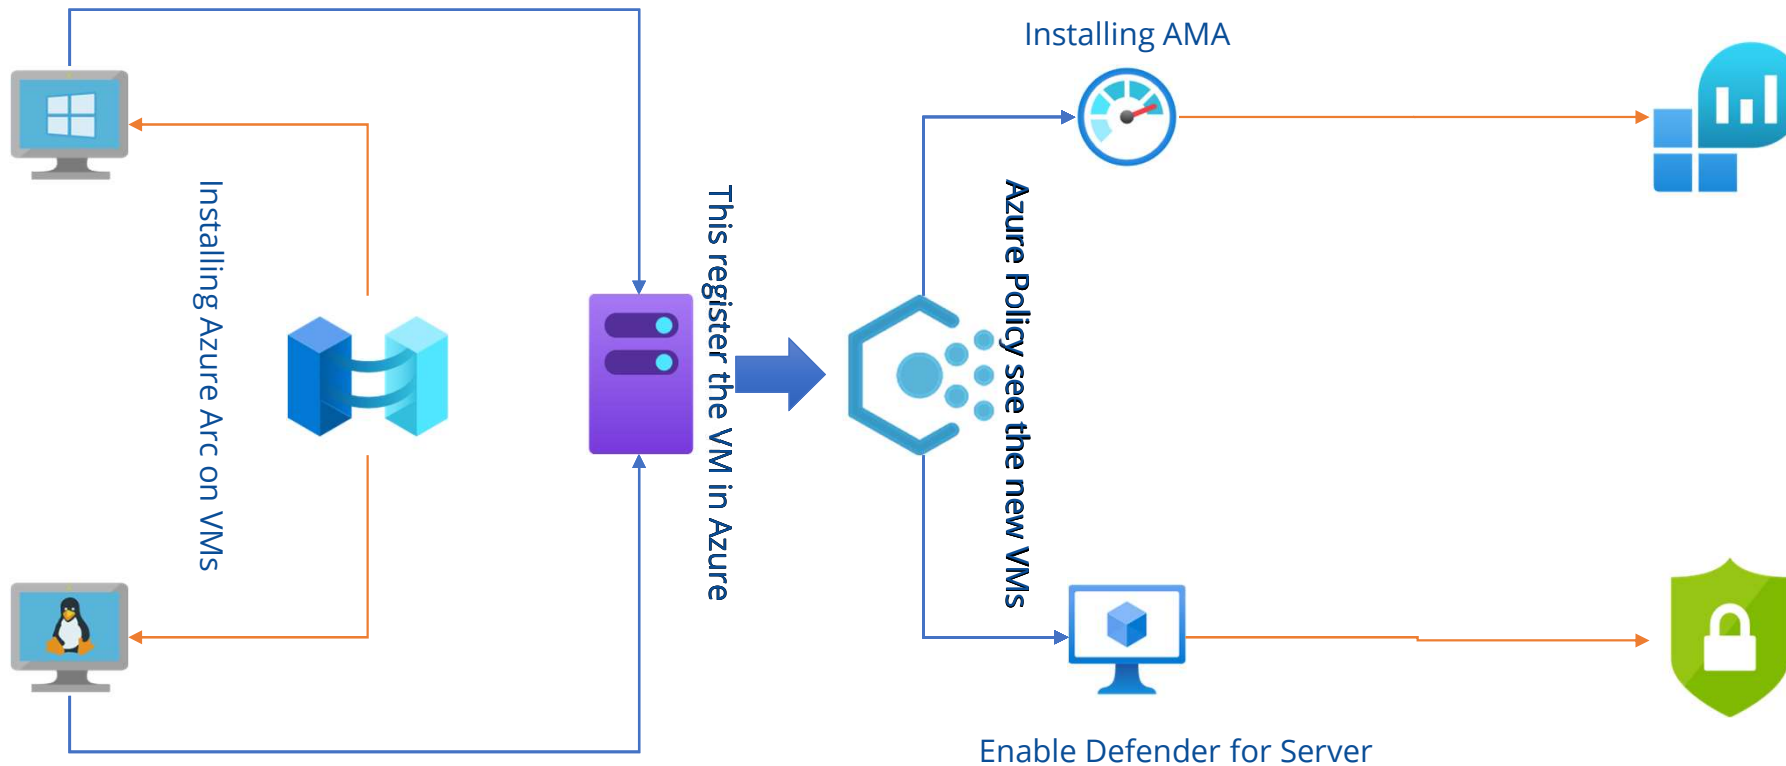 Installing AMA
Installing Azure Arc on VMs
This register the VM in Azure
Azure Policy see the new VMs
Enable Defender for Server